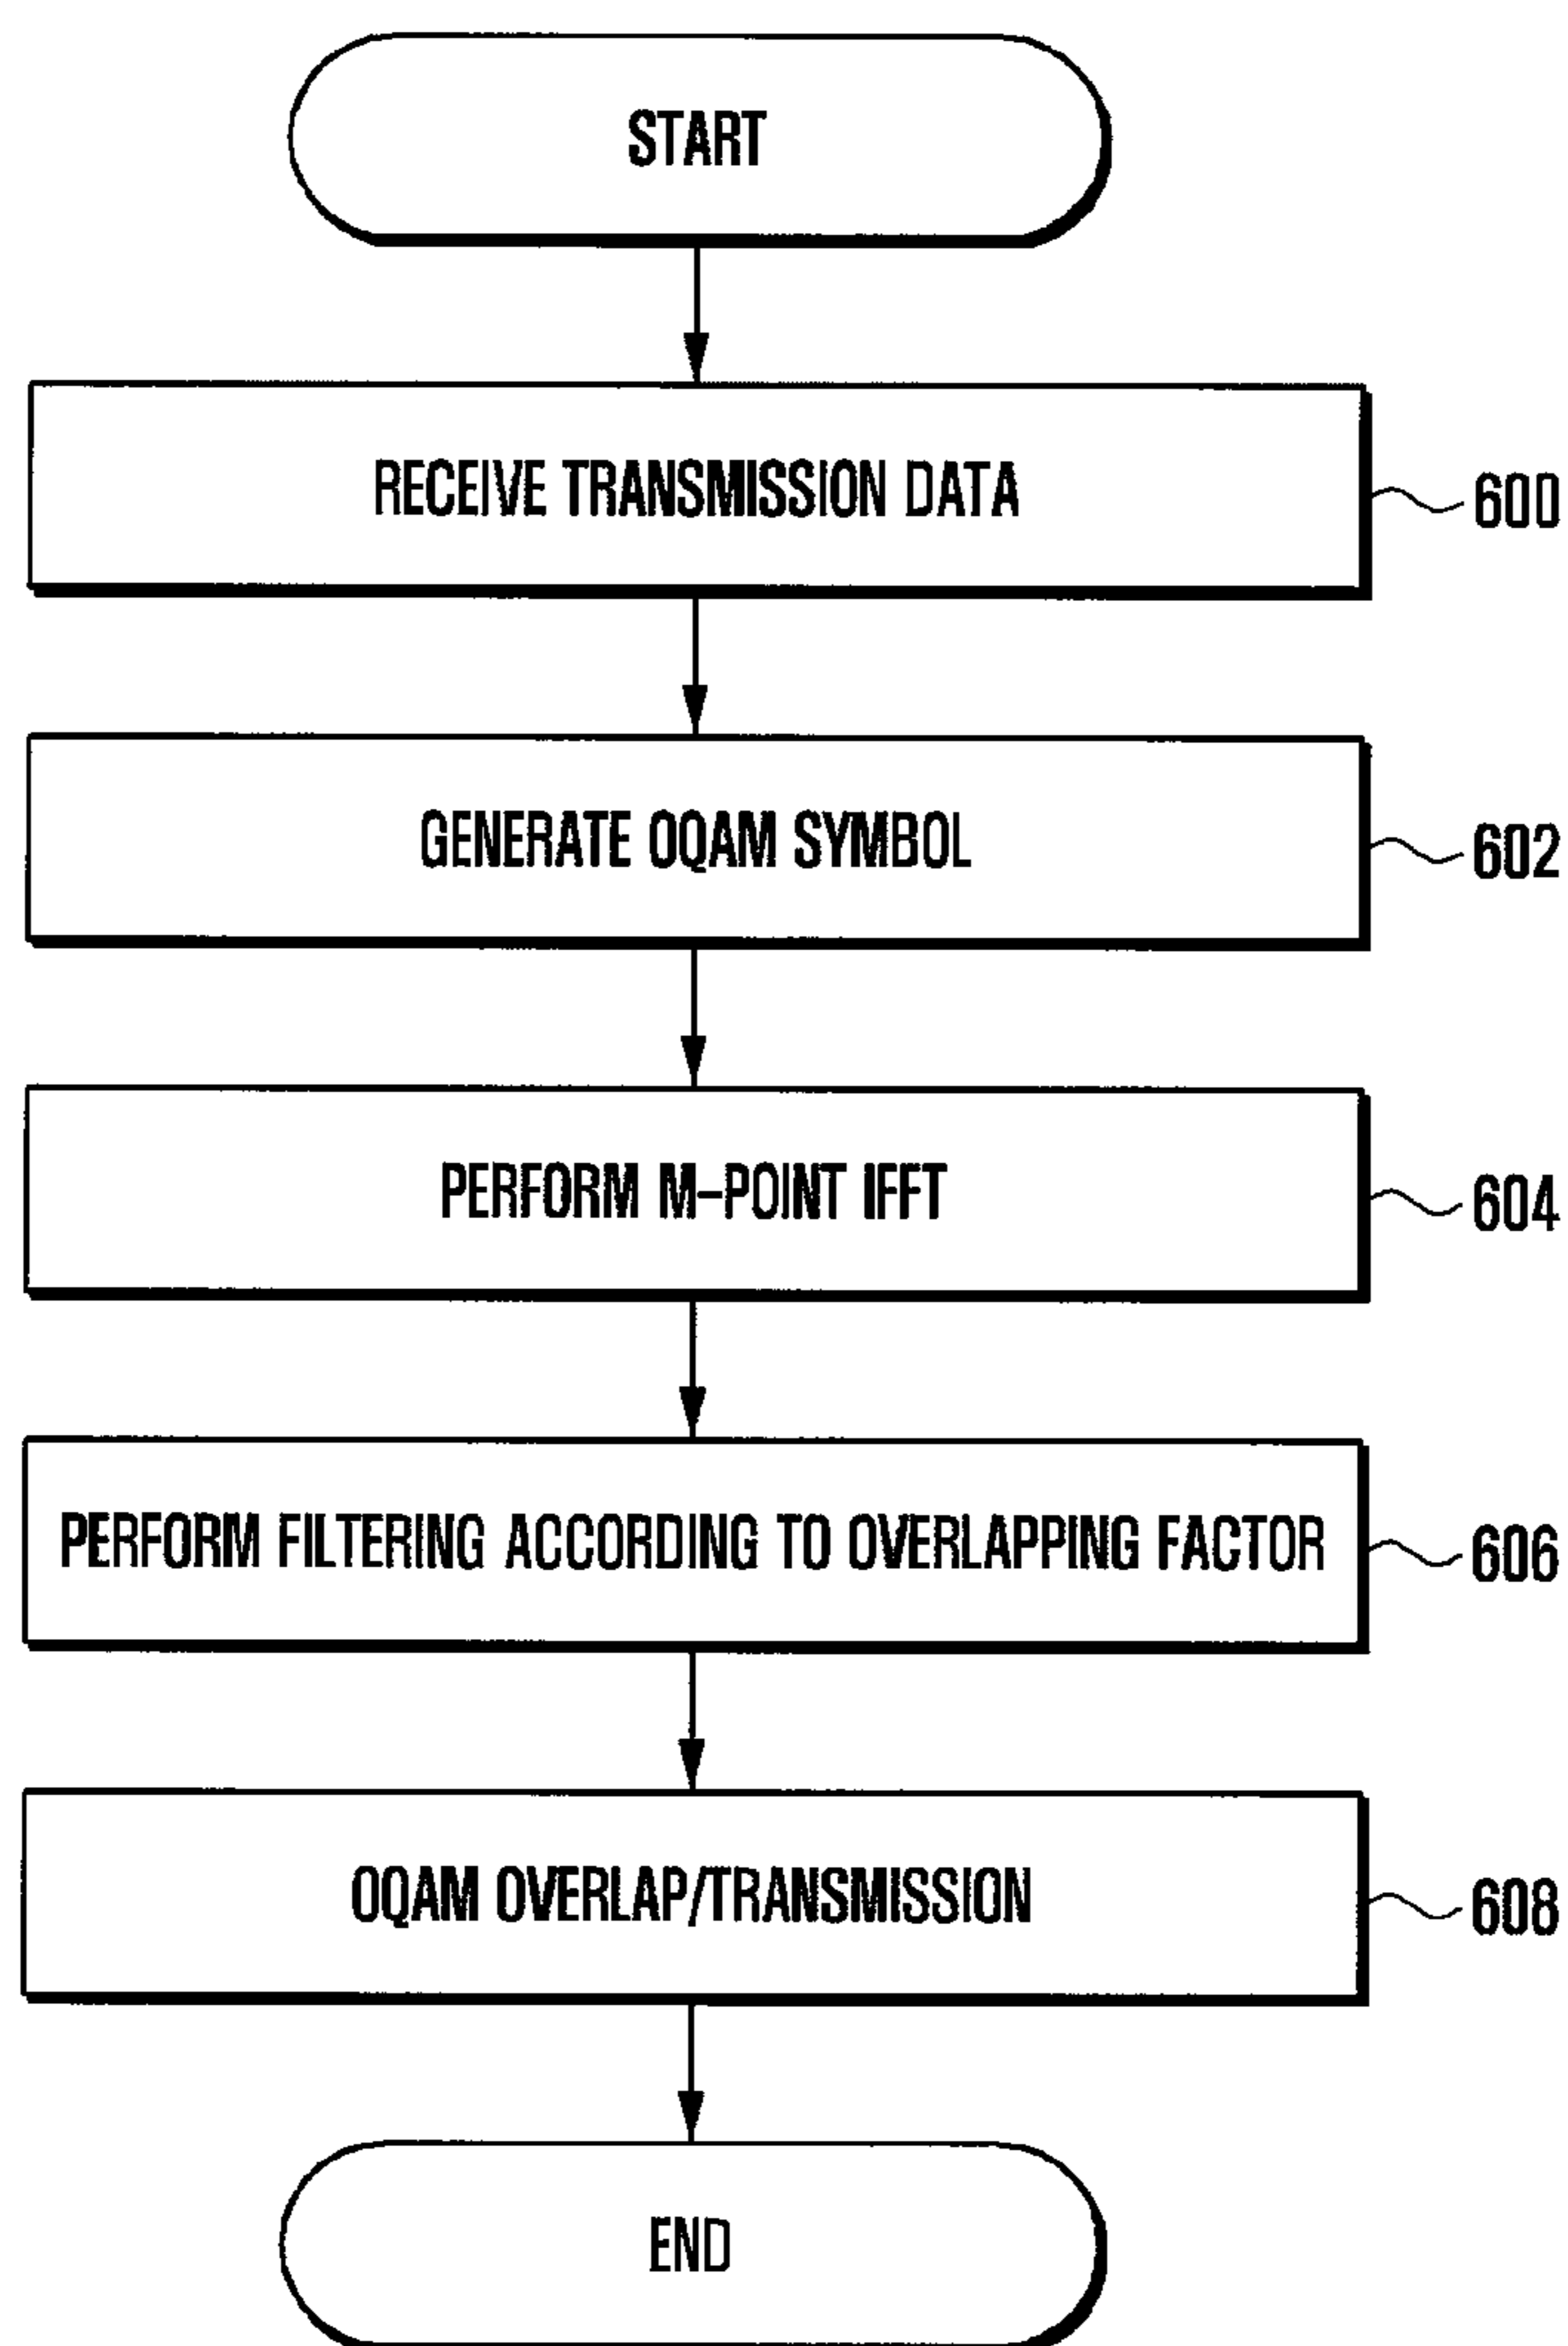 START
RECEIVE TRANSMISSION DATA
600
GENERATE OQAM SYMBOL
602
PERFORM M-POINT IFFT
604
PERFORM FILTERING ACCORDING TO OVERLAPPING FACTOR
606
OQAM OVERLAP/TRANSMISSION
608
END